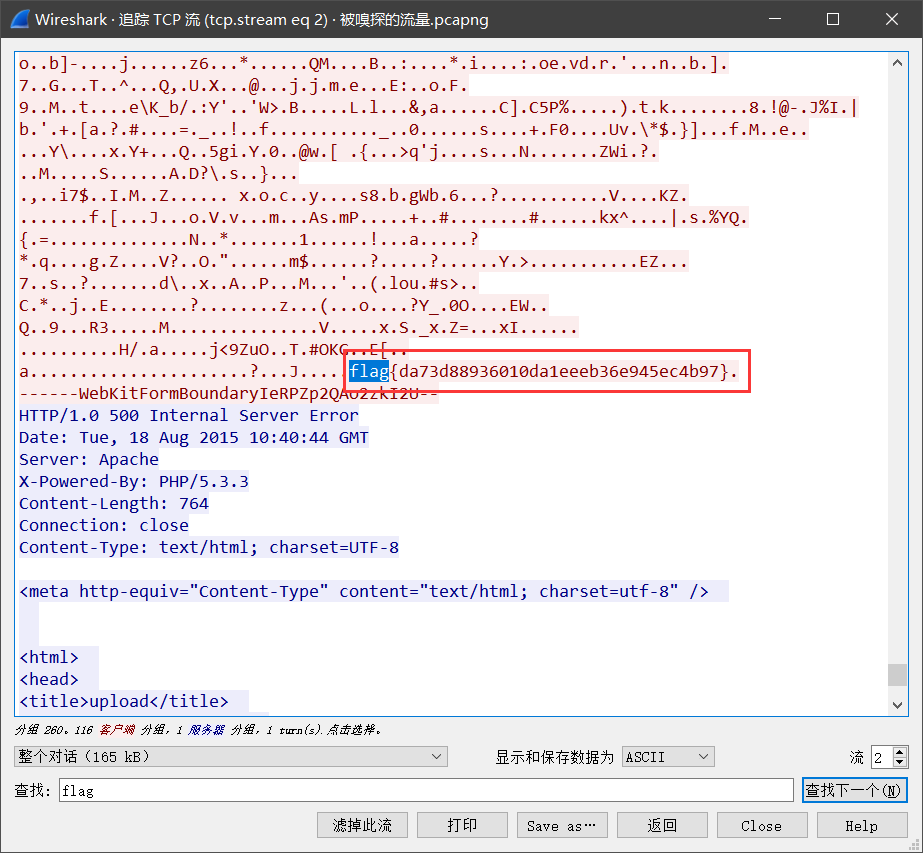 Wireshark · 追踪 TCP 流 (tcp.stream eq 2) · 被嗅探的流量.pcapng
o..b]-....j......z6...*......QM....B..:....*.i....:.oe.vd.r.'...n..b.].
7..G...T..^...Q,.U.X...@...j.j.m.e...E:..o.F.
9..M..t....e\K_b/.:Y'..'W>.B.....L.l...&,a......C].C5P%.....).t.k........8.!@-.J%I.|
b.'.+.[a.?.#....=._..!..f..........._..0......s....+.F0....Uv.\*$.}]...f.M..e..
...Y\....x.Y+...Q..5gi.Y.0..@w.[ .{...>q'j....s...N.......ZWi.?.
..M.....S......A.D?\.s..}...
.,..i7$..I.M..Z...... x.o.c..y....s8.b.gWb.6...?...........V....KZ.
.......f.[...J...o.V.v...m...As.mP.....+..#........#......kx^....|.s.%YQ.
{.=..............N..*.......1......!...a.....?
*.q....g.Z....V?..O."......m$......?.....?......Y.>...........EZ...
7..s..?.......d\..x..A..P...M...'..(.lou.#s>..
C.*..j..E........?........z...(...o....?Y_.0O....EW..
Q..9...R3.....M...............V.....x.S._x.Z=...xI......
..........H/.a.....j<9ZuO..T.#OKG..E[..
a......................?...J.....flag{da73d88936010da1eeeb36e945ec4b97}.
------WebKitFormBoundaryIeRPZp2QAO2zkI2U--
HTTP/1.0 500 Internal Server Error
Date: Tue, 18 Aug 2015 10:40:44 GMT
Server: Apache
X-Powered-By: PHP/5.3.3
Content-Length: 764
Connection: close
Content-Type: text/html; charset=UTF-8
<meta http-equiv="Content-Type" content="text/html; charset=utf-8" />
<html>
<head>
<title>upload</title>
分组 260。116 客户端 分组，1 服务器 分组，1 turn(s).点击选择。
整个对话（165 kB）
显示和保存数据为 ASCII
流 2
查找: flag
查找下一个(N)
滤掉此流
打印
Save as…
返回
Close
Help